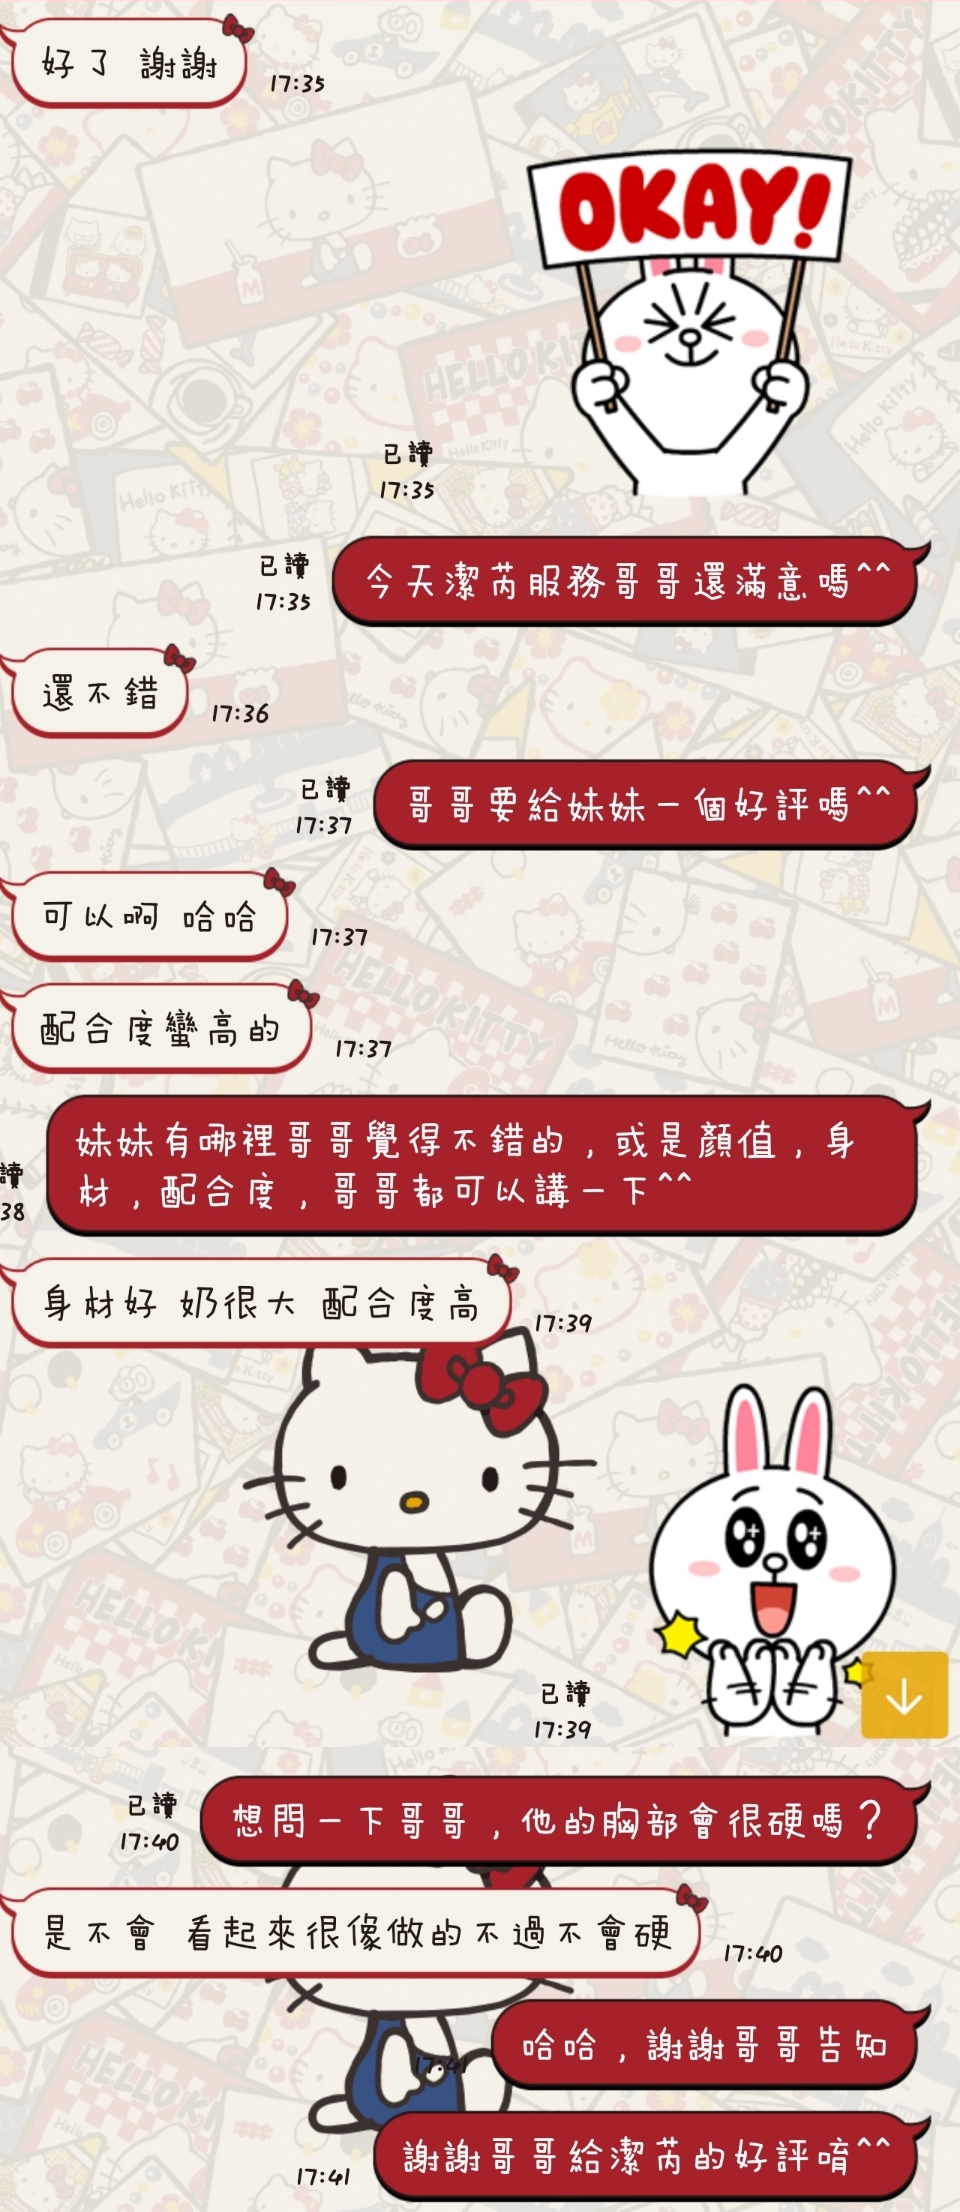 好了 謝謝
17:35
OKAY!
已讀
17:35
已讀
17:35
今天潔芮服務哥哥還滿意嗎^^
還不錯
17:36
已讀
17:37
哥哥要給妹妹一個好評嗎^^
可以啊 哈哈
17:37
配合度蠻高的
17:37
妹妹有哪裡哥哥覺得不錯的，或是顏值，身
材，配合度，哥哥都可以講一下^^
讀
38
身材好 奶很大 配合度高
17:39
已讀
17:39
已讀
17:40
想問一下哥哥，他的胸部會很硬嗎？
是不會 看起來很像做的不過不會硬
17:40
哈哈，謝謝哥哥告知
17:41
謝謝哥哥給潔芮的好評唷^^
17:41